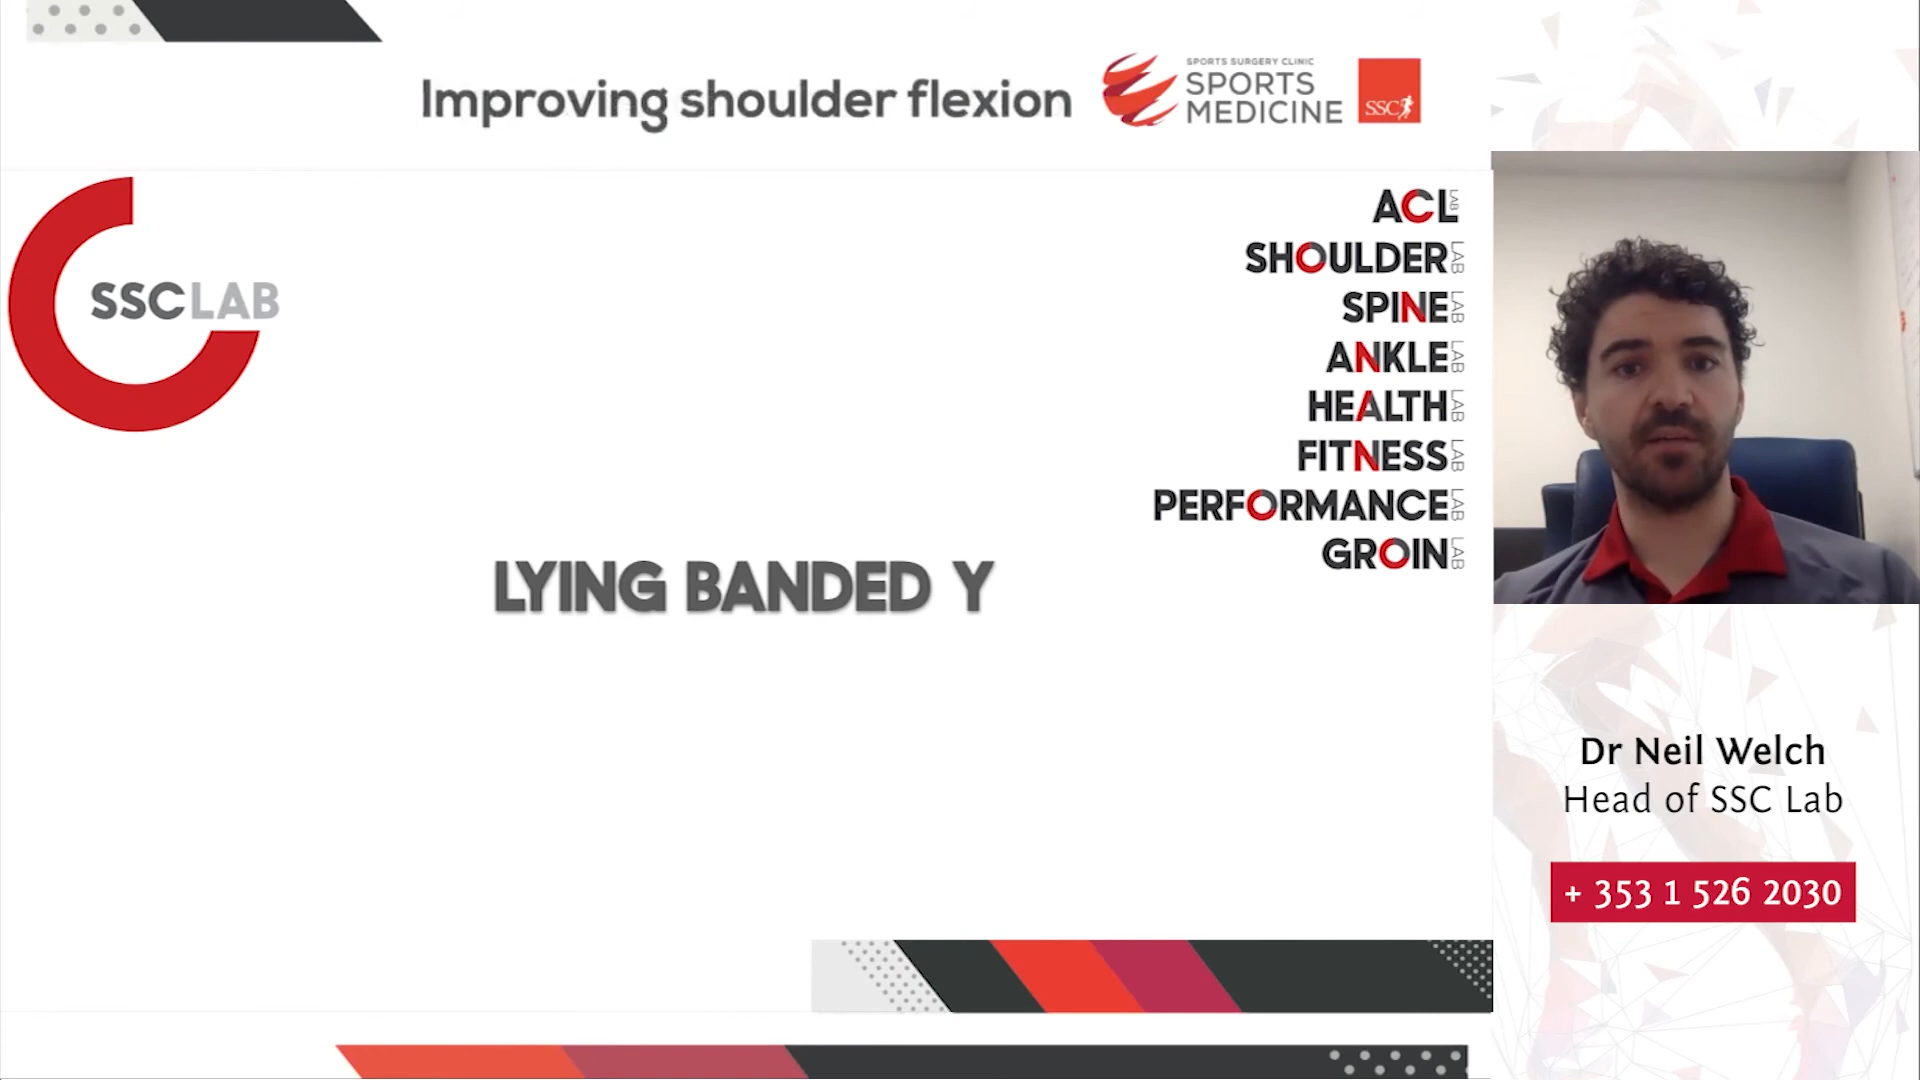 Improving shoulder flexion
SPORTS SURGERY CLINIC
SPORTS
MEDICINE
SSC
SSCLAB
ACL LAB
SHOULDER LAB
SPINE LAB
ANKLE LAB
HEALTH LAB
FITNESS LAB
PERFORMANCE LAB
GROIN LAB
LYING BANDED Y
Dr Neil Welch
Head of SSC Lab
+ 353 1 526 2030